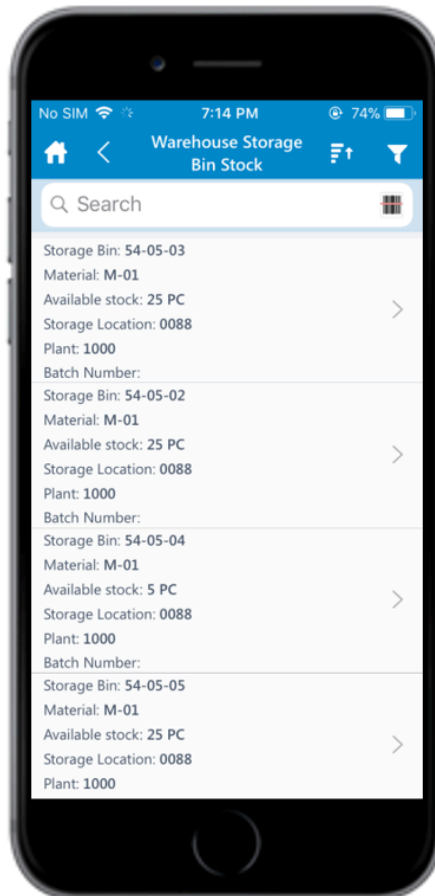 No SIM 7:14 PM 74%
Warehouse Storage
Bin Stock
Search
Storage Bin: 54-05-03
Material: M-01
Available stock: 25 PC
Storage Location: 0088
Plant: 1000
Batch Number:
Storage Bin: 54-05-02
Material: M-01
Available stock: 25 PC
Storage Location: 0088
Plant: 1000
Batch Number:
Storage Bin: 54-05-04
Material: M-01
Available stock: 5 PC
Storage Location: 0088
Plant: 1000
Batch Number:
Storage Bin: 54-05-05
Material: M-01
Available stock: 25 PC
Storage Location: 0088
Plant: 1000